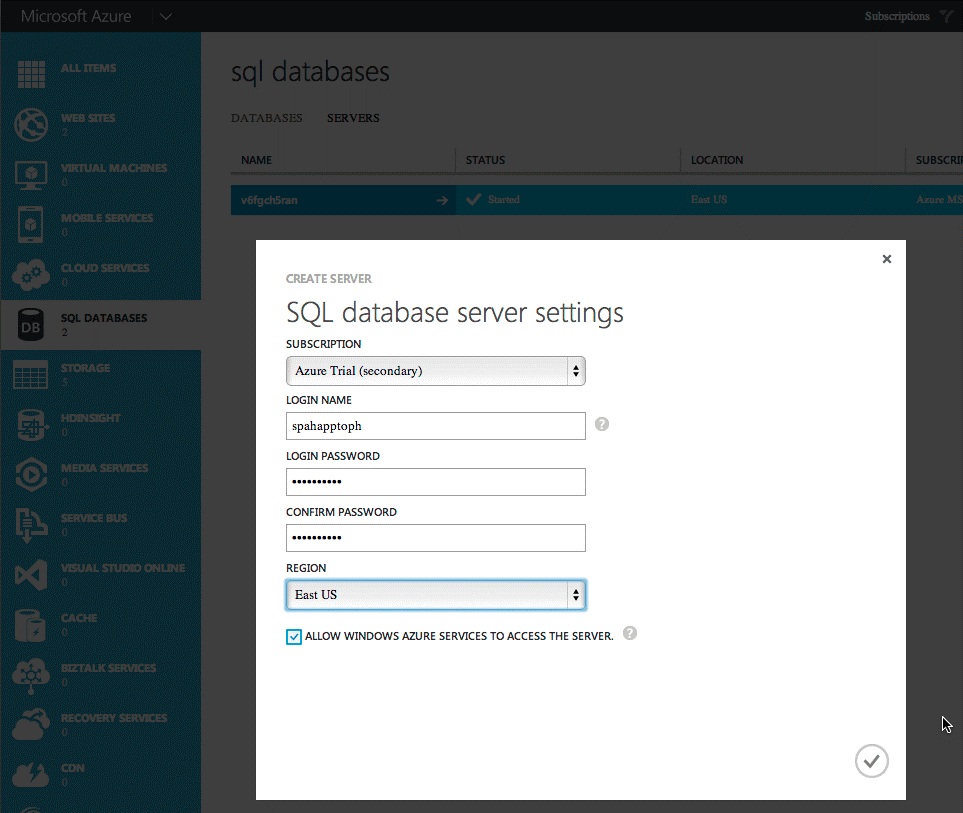 Microsoft Azure
Subscriptions
ALL ITEMS
WEB SITES
2
VIRTUAL MACHINES
0
MOBILE SERVICES
0
CLOUD SERVICES
0
DB
SQL DATABASES
2
STORAGE
5
HDINSIGHT
0
MEDIA SERVICES
0
SERVICE BUS
0
VISUAL STUDIO ONLINE
0
CACHE
0
BIZTALK SERVICES
0
RECOVERY SERVICES
0
CDN
0
sql databases
DATABASES SERVERS
NAME STATUS LOCATION SUBSCRI
v6fgch5ran Started East US Azure MS
CREATE SERVER
SQL database server settings
SUBSCRIPTION
Azure Trial (secondary)
LOGIN NAME
spahapptoph
?
LOGIN PASSWORD
••••••••••
CONFIRM PASSWORD
••••••••••
REGION
East US
ALLOW WINDOWS AZURE SERVICES TO ACCESS THE SERVER.
?